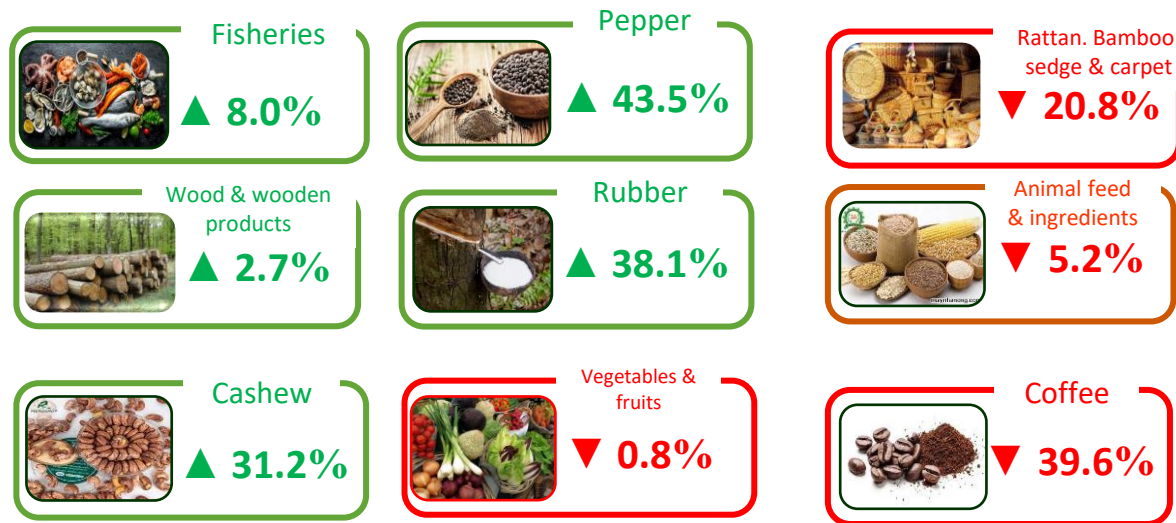 Fisheries
▲ 8.0%
Pepper
▲ 43.5%
Rattan. Bamboo
sedge & carpet
▼ 20.8%
Wood & wooden
products
▲ 2.7%
Rubber
▲ 38.1%
Animal feed
& ingredients
▼ 5.2%
Cashew
▲ 31.2%
Vegetables &
fruits
▼ 0.8%
Coffee
▼ 39.6%